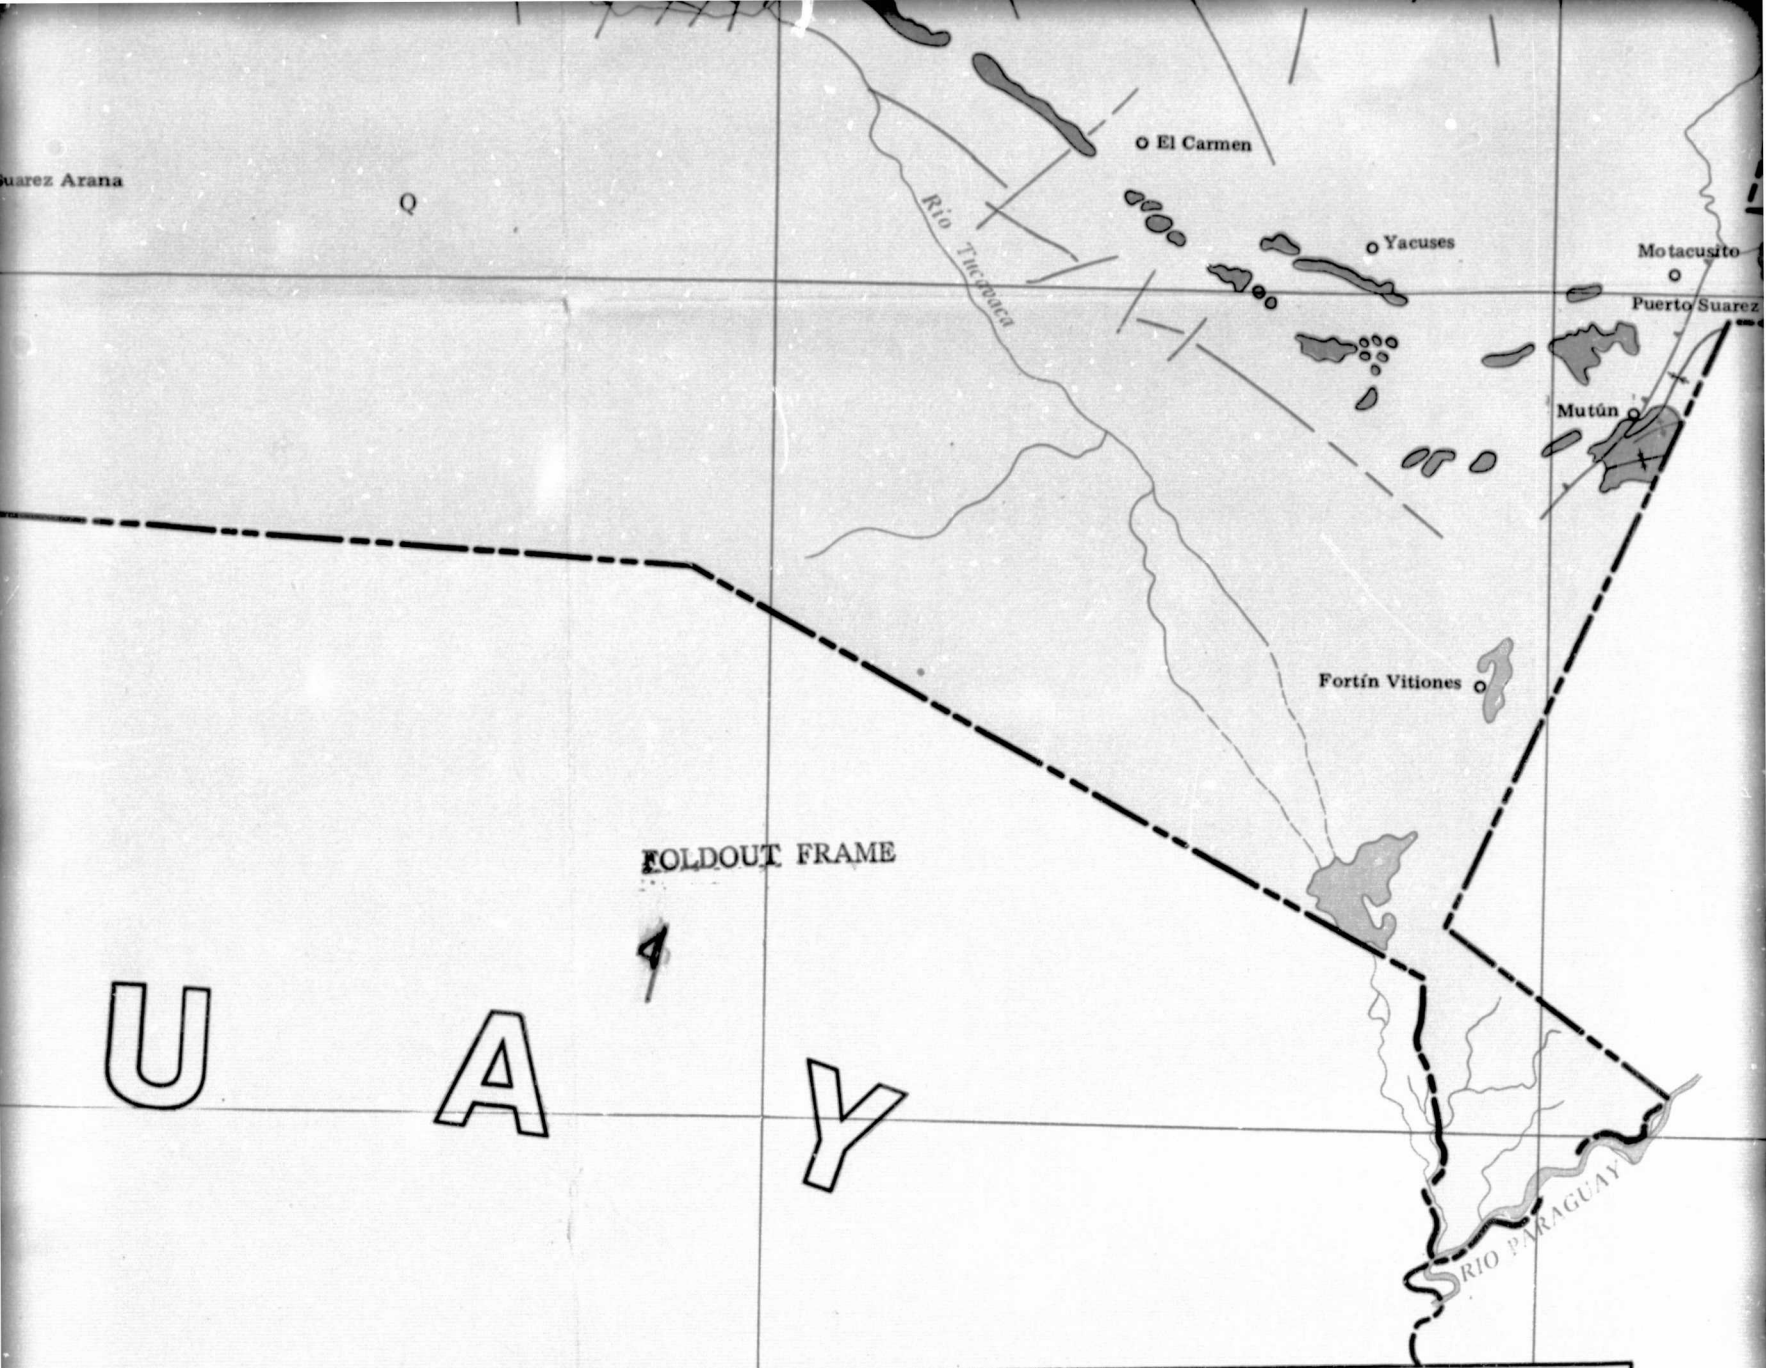 El Carmen
Suarez Arana
Q
Rio Tucavaca
Yacuses
Motacusito
Puerto Suarez
Mutún
Fortín Vitiones
FOLDOUT FRAME
4
U A Y
RIO PARAGUAY